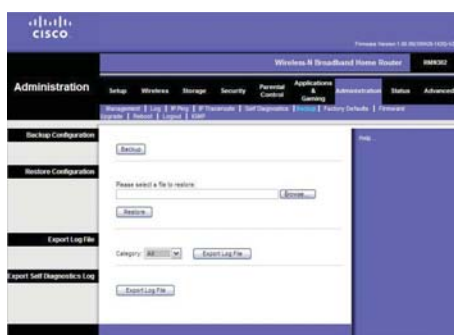 CISCO
Wireless-N Broadband Home Router
Administration
Setup Wireless Storage Security Parental Control Applications & Gaming Administration Status Advanced
Management | Log | IP Ping | IP Traceroute | Self Diagnostics | Backup | Factory Defaults | Firmware
Upgrade | Reboot | Logout | IGMP
Backup Configuration
Backup
Restore Configuration
Please select a file to restore:
Browse...
Restore
Export Log File
Category: All Export Log File
Export Self Diagnostics Log
Export Log File